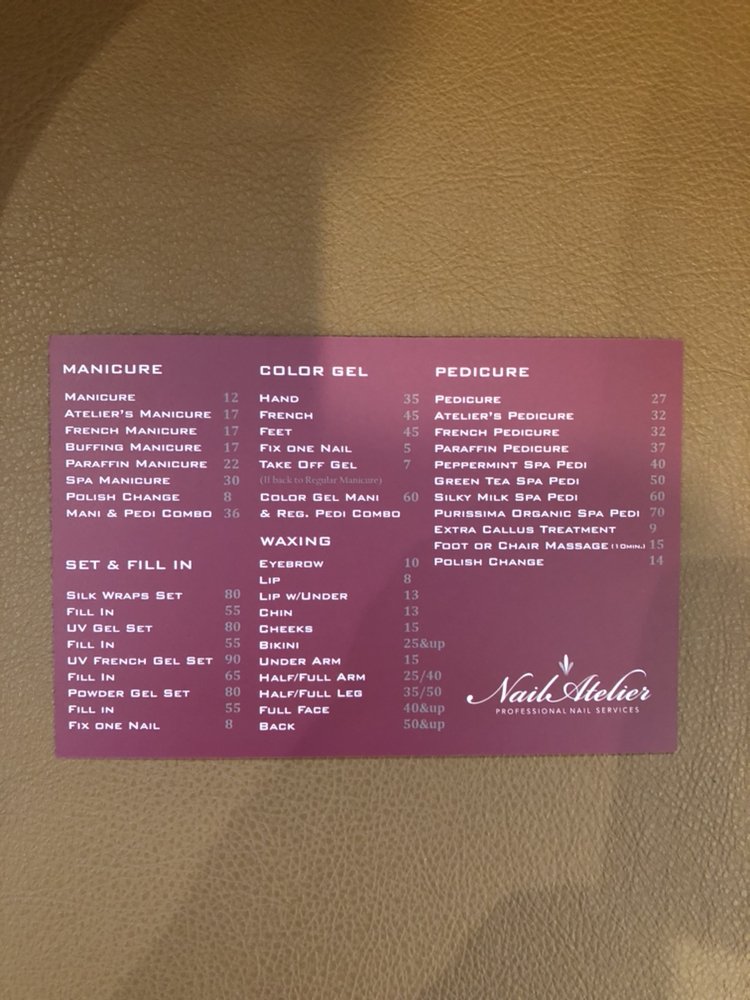 MANICURE
MANICURE 12
ATELIER'S MANICURE 17
FRENCH MANICURE 17
BUFFING MANICURE 17
PARAFFIN MANICURE 22
SPA MANICURE 30
POLISH CHANGE 8
MANI & PEDI COMBO 36
SET & FILL IN
SILK WRAPS SET 80
FILL IN 55
UV GEL SET 80
FILL IN 55
UV FRENCH GEL SET 90
FILL IN 65
POWDER GEL SET 80
FILL IN 55
FIX ONE NAIL 8
COLOR GEL
HAND 35
FRENCH 45
FEET 45
FIX ONE NAIL 5
TAKE OFF GEL 7
(If back to Regular Manicure)
COLOR GEL MANI 60
& REG. PEDI COMBO
WAXING
EYEBROW 10
LIP 8
LIP W/UNDER 13
CHIN 13
CHEEKS 15
BIKINI 25&up
UNDER ARM 15
HALF/FULL ARM 25/40
HALF/FULL LEG 35/50
FULL FACE 40&up
BACK 50&up
PEDICURE
PEDICURE 27
ATELIER'S PEDICURE 32
FRENCH PEDICURE 32
PARAFFIN PEDICURE 37
PEPPERMINT SPA PEDI 40
GREEN TEA SPA PEDI 50
SILKY MILK SPA PEDI 60
PURISSIMA ORGANIC SPA PEDI 70
EXTRA CALLUS TREATMENT 9
FOOT OR CHAIR MASSAGE (10MIN.) 15
POLISH CHANGE 14
Nail Atelier
PROFESSIONAL NAIL SERVICES